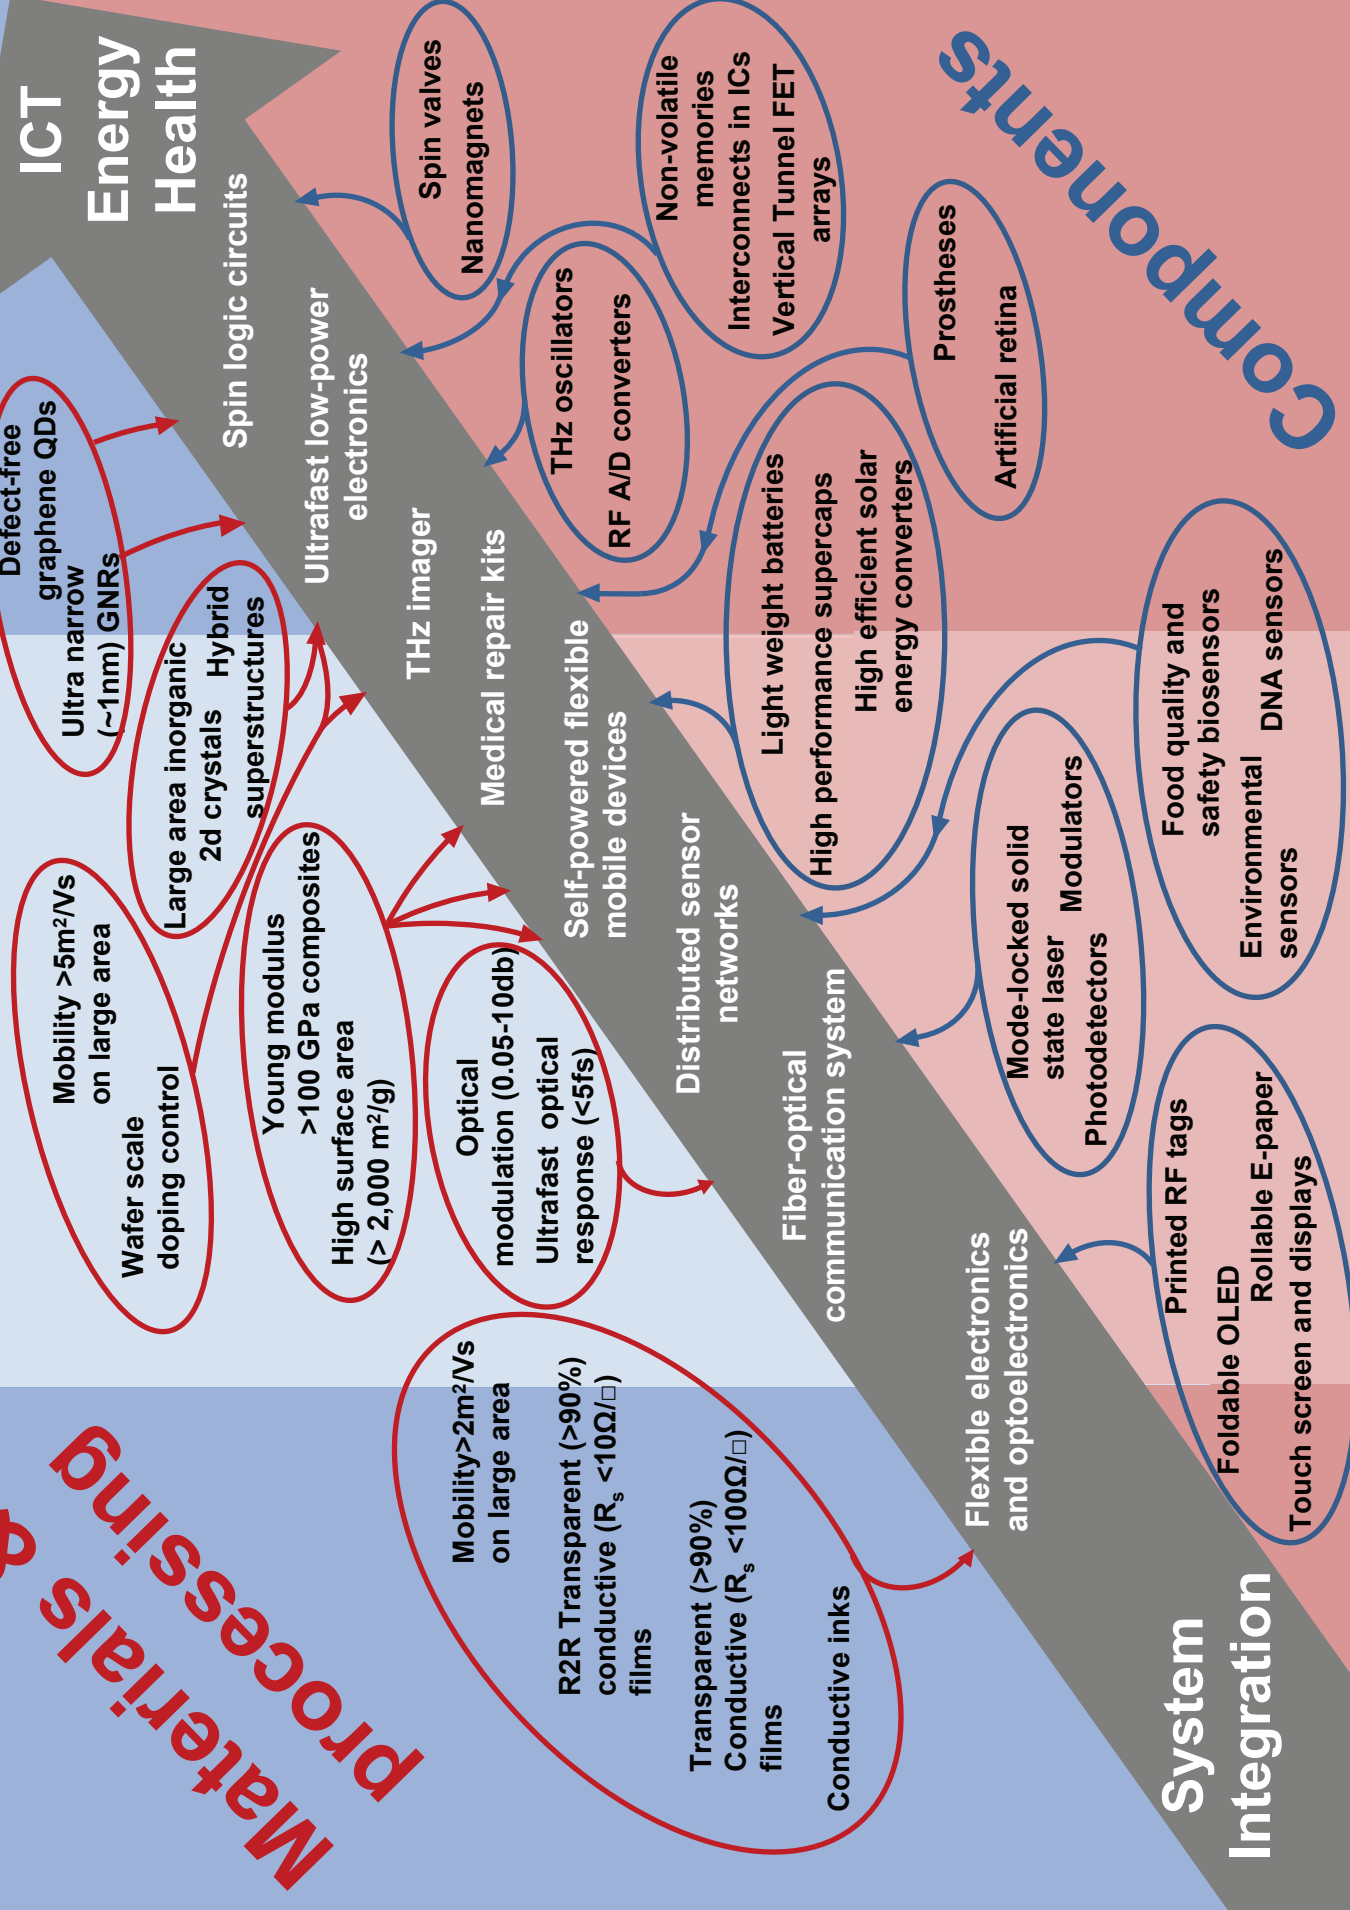 Materials &
processing
Mobility>2m²/Vs
on large area
R2R Transparent (>90%)
conductive (Rs <10Ω/□)
films
Transparent (>90%)
Conductive (Rs <100Ω/□)
films
Conductive inks
Mobility >5m²/Vs
on large area
Wafer scale
doping control
Young modulus
>100 GPa composites
High surface area
(> 2,000 m²/g)
Optical
modulation (0.05-10db)
Ultrafast optical
response (<5fs)
Large area inorganic
2d crystals Hybrid
superstructures
Defect-free
graphene QDs
Ultra narrow
(~1nm) GNRs
System
Integration
Flexible electronics
and optoelectronics
Fiber-optical
communication system
Distributed sensor
networks
Self-powered flexible
mobile devices
Medical repair kits
THz imager
Ultrafast low-power
electronics
Spin logic circuits
ICT
Energy
Health
Printed RF tags
Foldable OLED
Rollable E-paper
Touch screen and displays
Mode-locked solid
state laser
Modulators
Photodetectors
Food quality and
safety biosensors
Environmental
sensors
DNA sensors
Light weight batteries
High performance supercaps
High efficient solar
energy converters
Prostheses
Artificial retina
THz oscillators
RF A/D converters
Non-volatile
memories
Interconnects in ICs
Vertical Tunnel FET
arrays
Spin valves
Nanomagnets
Components